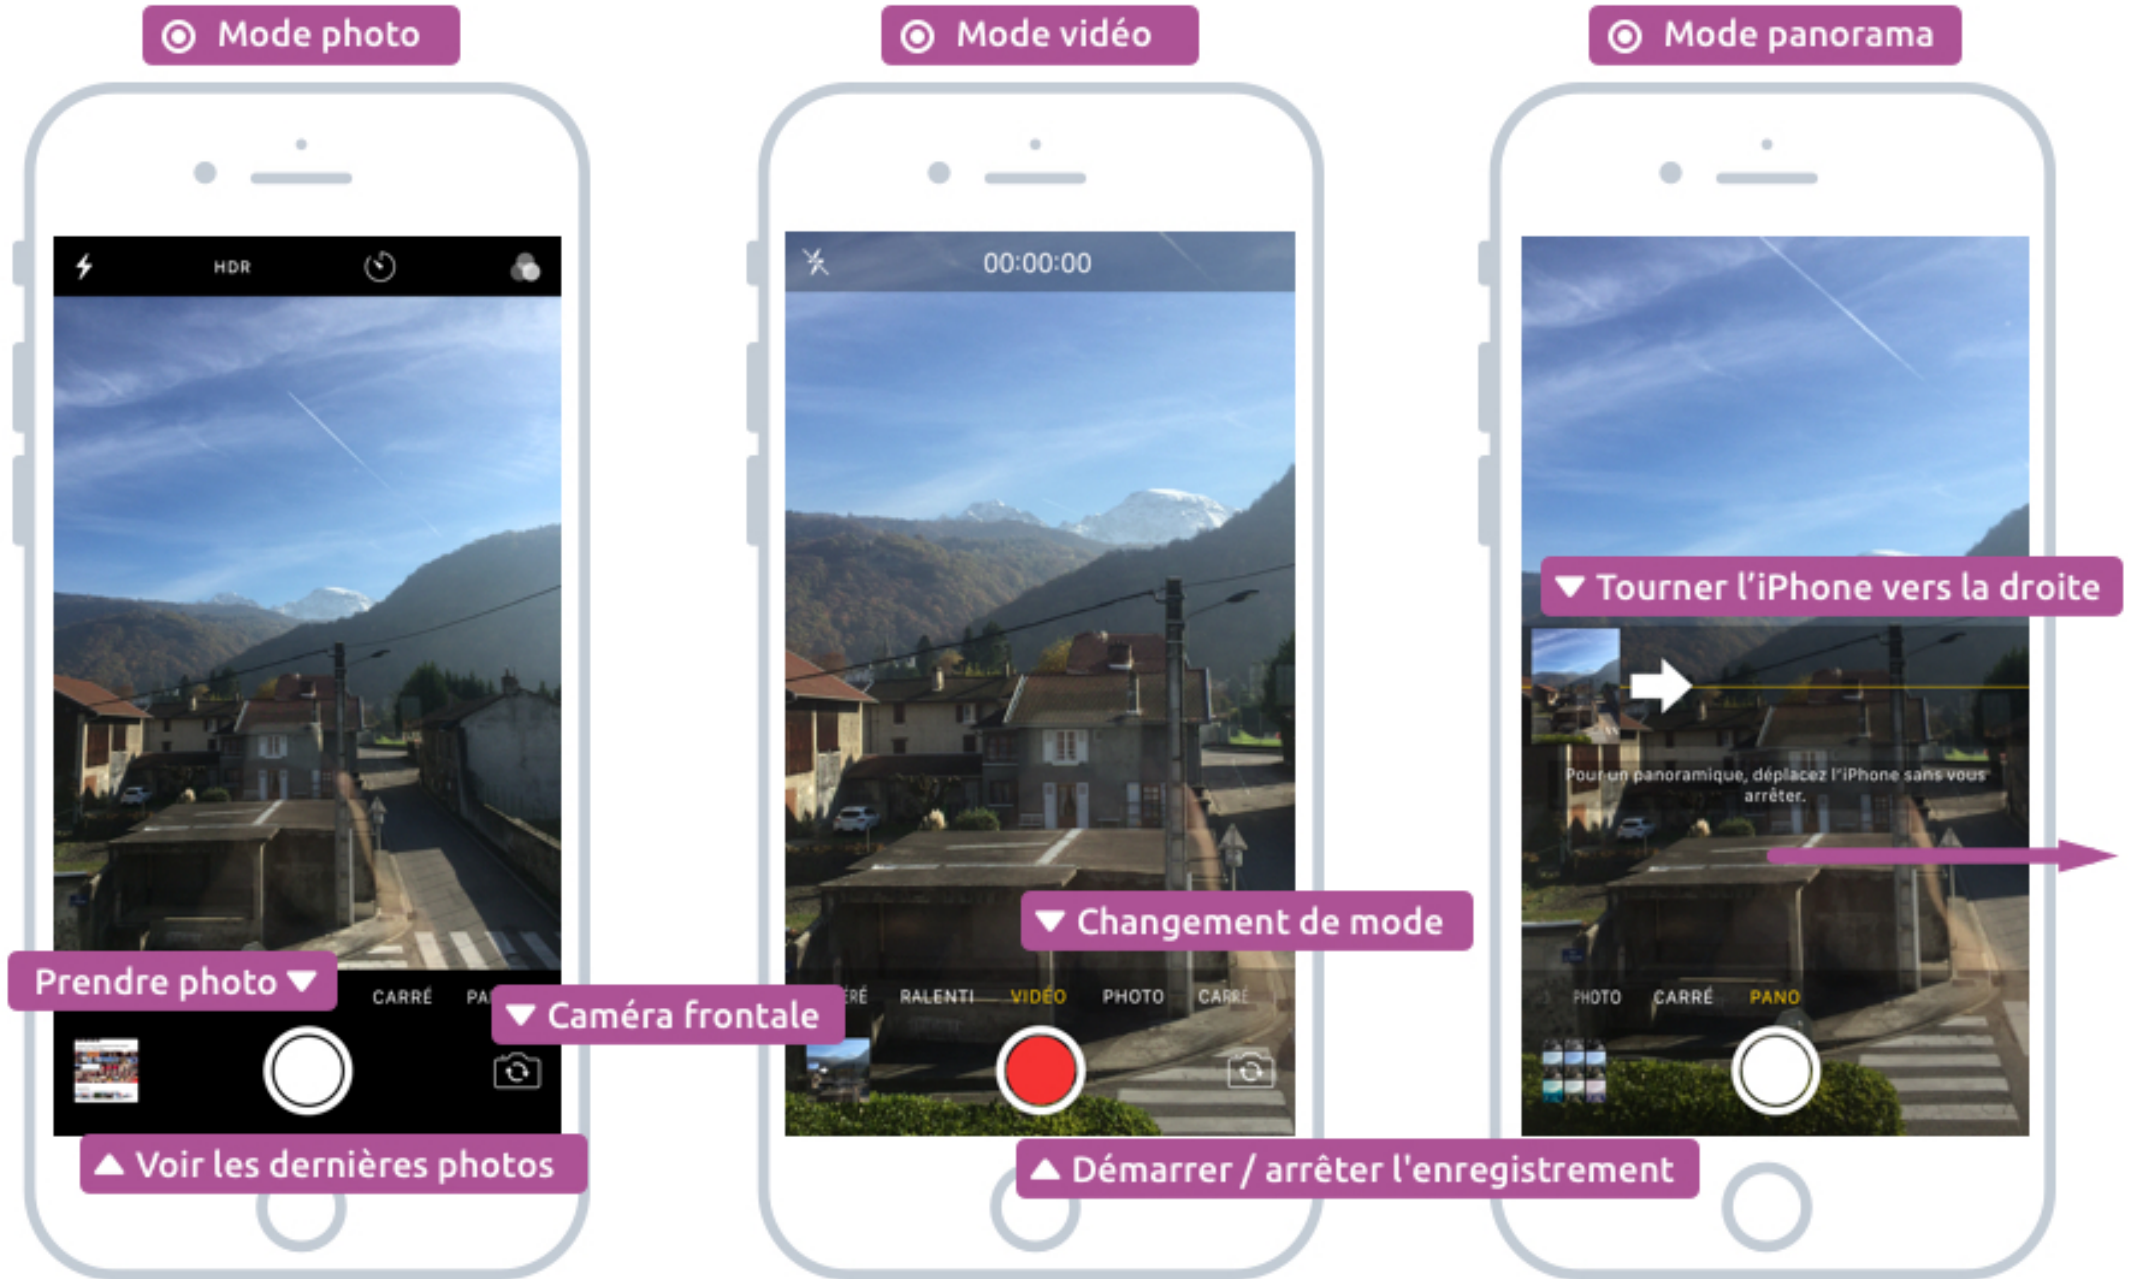 Mode photo
HDR
Prendre photo
CARRÉ
Caméra frontale
Voir les dernières photos
Mode vidéo
00:00:00
Changement de mode
RALENTI VIDÉO PHOTO CARRÉ
Démarrer / arrêter l'enregistrement
Mode panorama
Tourner l’iPhone vers la droite
Pour un panoramique, déplacez l’iPhone sans vous
arrêter.
PHOTO CARRÉ PANO